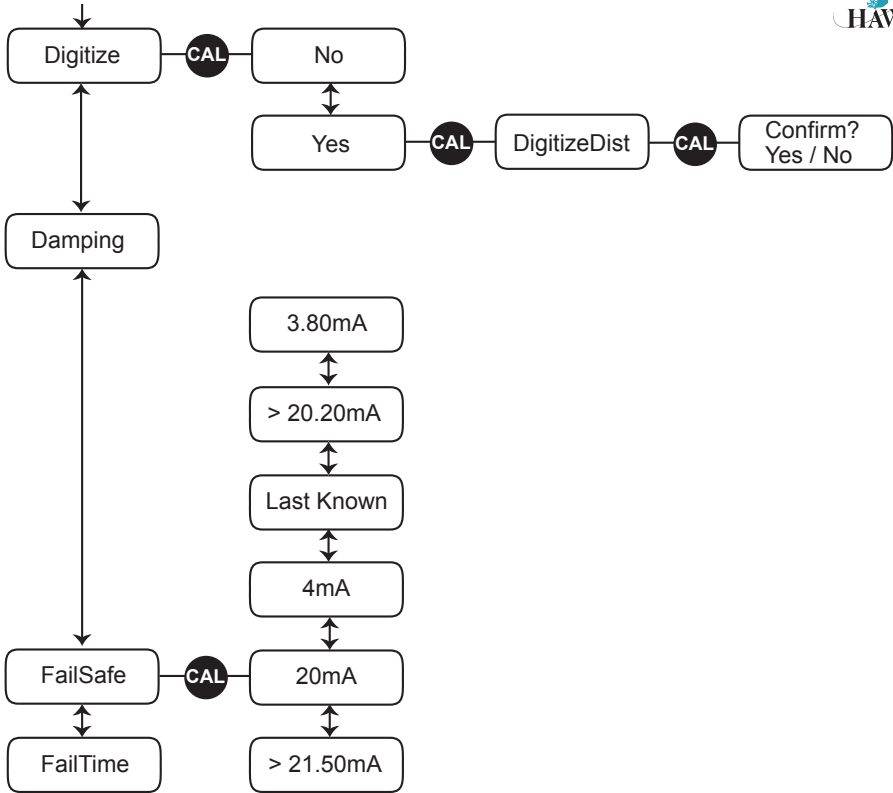 HAW
Digitize
CAL
No
Yes
CAL
DigitizeDist
CAL
Confirm?
Yes / No
Damping
3.80mA
> 20.20mA
Last Known
4mA
FailSafe
CAL
20mA
FailTime
> 21.50mA